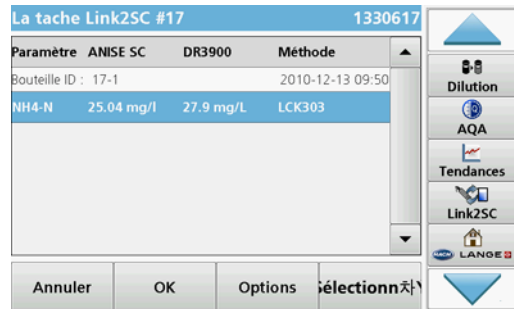 La tache Link2SC #17 1330617
Paramètre ANISE SC DR3900 Méthode
Bouteille ID : 17-1 2010-12-13 09:50
NH4-N 25.04 mg/l 27.9 mg/L LCK303
Annuler OK Options
Dilution
AQA
Tendances
Link2SC
HACH LANGE